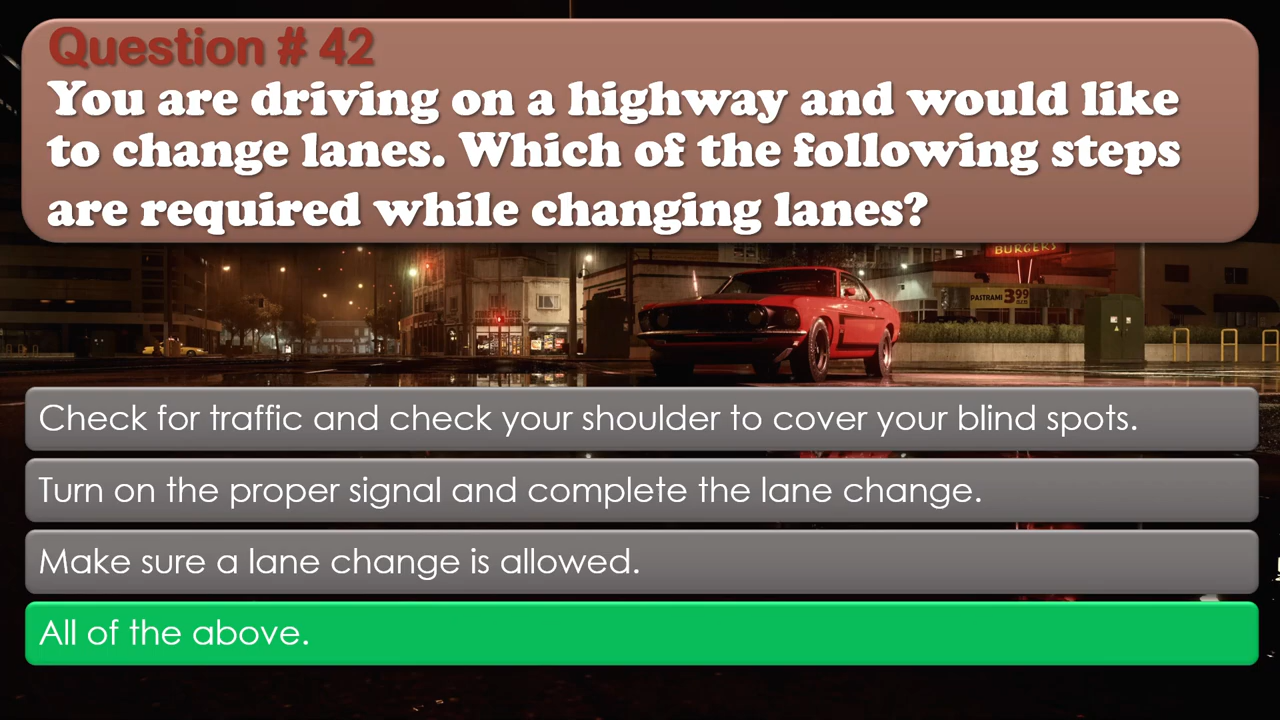 Question # 42
You are driving on a highway and would like
to change lanes. Which of the following steps
are required while changing lanes?
BURGERS
PASTRAMI 3.99
Check for traffic and check your shoulder to cover your blind spots.
Turn on the proper signal and complete the lane change.
Make sure a lane change is allowed.
All of the above.